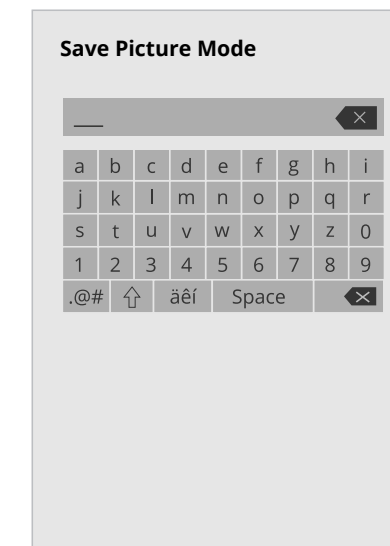 Save Picture Mode
a b c d e f g h i
j k l m n o p q r
s t u v w x y z 0
1 2 3 4 5 6 7 8 9
.@# äêí Space